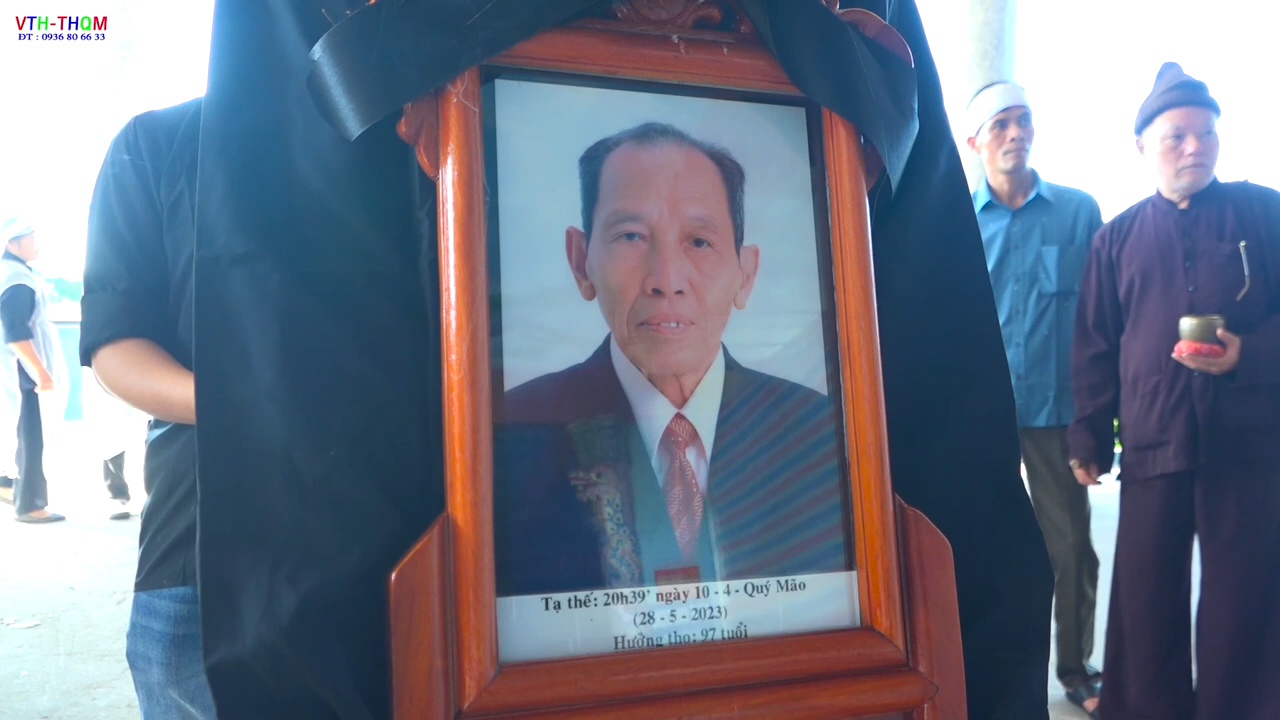 VTH-THQM
ĐT : 0936 80 66 33
Tạ thế: 20h39' ngày 10 - 4 - Quý Mão
(28 - 5 - 2023)
Hưởng thọ: 97 tuổi